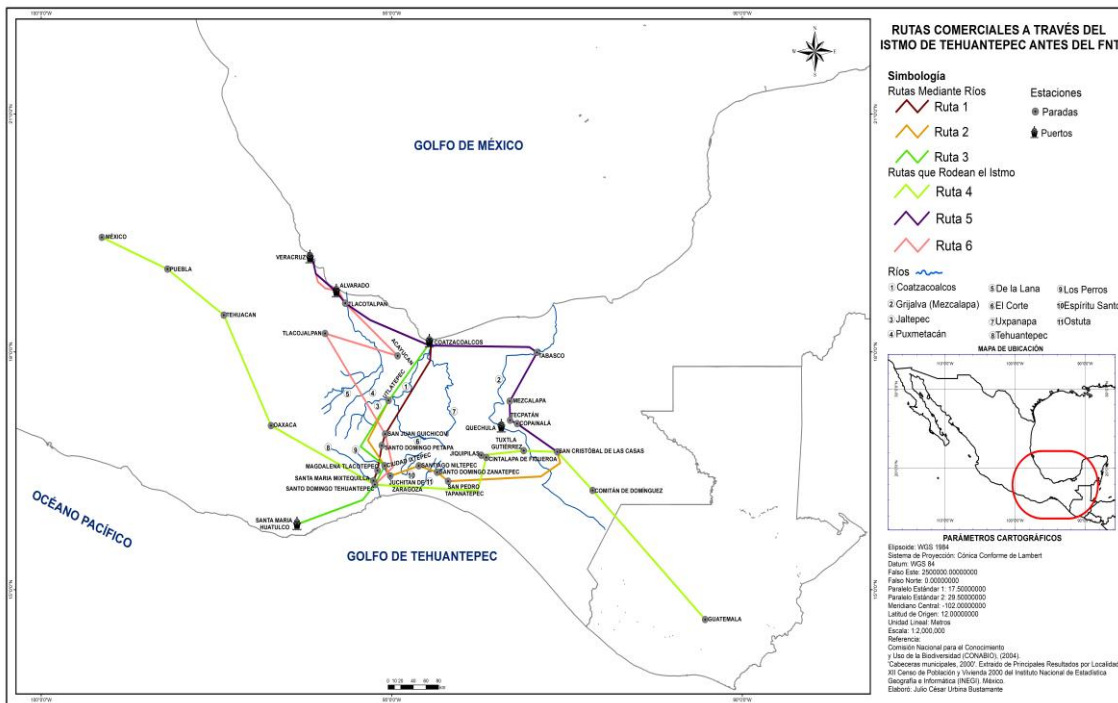 RUTAS COMERCIALES A TRAVÉS DEL
ISTMO DE TEHUANTEPEC ANTES DEL FNT
Simbología
Rutas Mediante Ríos
Ruta 1
Ruta 2
Ruta 3
Rutas que Rodean el Istmo
Ruta 4
Ruta 5
Ruta 6
Estaciones
Paradas
Puertos
Ríos
1 Coatzacoalcos
2 Grijalva (Mezcalapa)
3 Jaltepec
4 Puxmetacán
5 De la Lana
6 El Corte
7 Uxpanapa
8 Tehuantepec
9 Los Perros
10 Espíritu Santo
11 Ostuta
MAPA DE UBICACIÓN
PARÁMETROS CARTOGRÁFICOS
Elipsoide: WGS 1984
Sistema de Proyección: Cónica Conforme de Lambert
Datum: WGS 84
Falso Este: 2500000.00000000
Falso Norte: 0.00000000
Paralelo Estándar 1: 17.50000000
Paralelo Estándar 2: 29.50000000
Meridiano Central: -102.00000000
Latitud de Origen: 12.00000000
Unidad Lineal: Metros
Escala: 1:2,000,000
Referencia:
Comisión Nacional para el Conocimiento
y Uso de la Biodiversidad (CONABIO), (2004).
'Cabeceras municipales, 2000'. Extraído de Principales Resultados por Localidad
XII Censo de Población y Vivienda 2000 del Instituto Nacional de Estadística
Geografía e Informática (INEGI). México.
Elaboró: Julio César Urbina Bustamante
GOLFO DE MÉXICO
MÉXICO
PUEBLA
VERACRUZ
ALVARADO
TLACOTALPAN
TEHUACAN
TLACOJALPAN
ACAYUCAN
COATZACOALCOS
TABASCO
MEZCALAPA
TECPATÁN
COPAINALÁ
QUECHULA
TUXTLA
GUTIÉRREZ
OAXACA
SAN JUAN GUICHICOVI
SANTO DOMINGO PETAPA
JIQUIPILAS
CINTALAPA DE FIGUEROA
SAN CRISTÓBAL DE LAS CASAS
MAGDALENA TLACOTEPEC
CIUDAD IXTEPEC
SANTIAGO NILTEPEC
SANTO DOMINGO ZANATEPEC
SANTA MARIA MIXTEQUILLA
SANTO DOMINGO TEHUANTEPEC
JUCHITAN DE
ZARAGOZA
SAN PEDRO
TAPANATEPEC
COMITÁN DE DOMÍNGUEZ
SANTA MARIA
HUATULCO
OCÉANO PACÍFICO
GOLFO DE TEHUANTEPEC
GUATEMALA